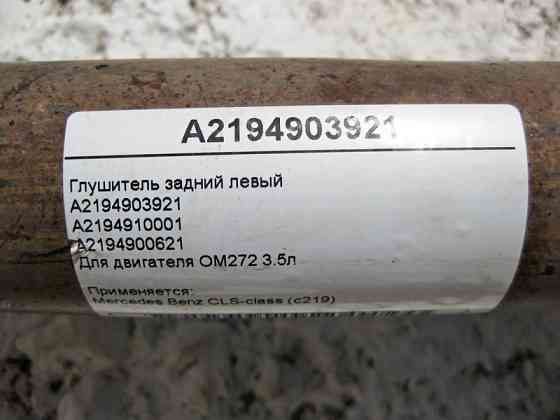 A2194903921
Глушитель задний левый
A2194903921
A2194910001
A2194900621
Для двигателя OM272 3.5л
Применяется:
Mercedes Benz CLS-class (c219)